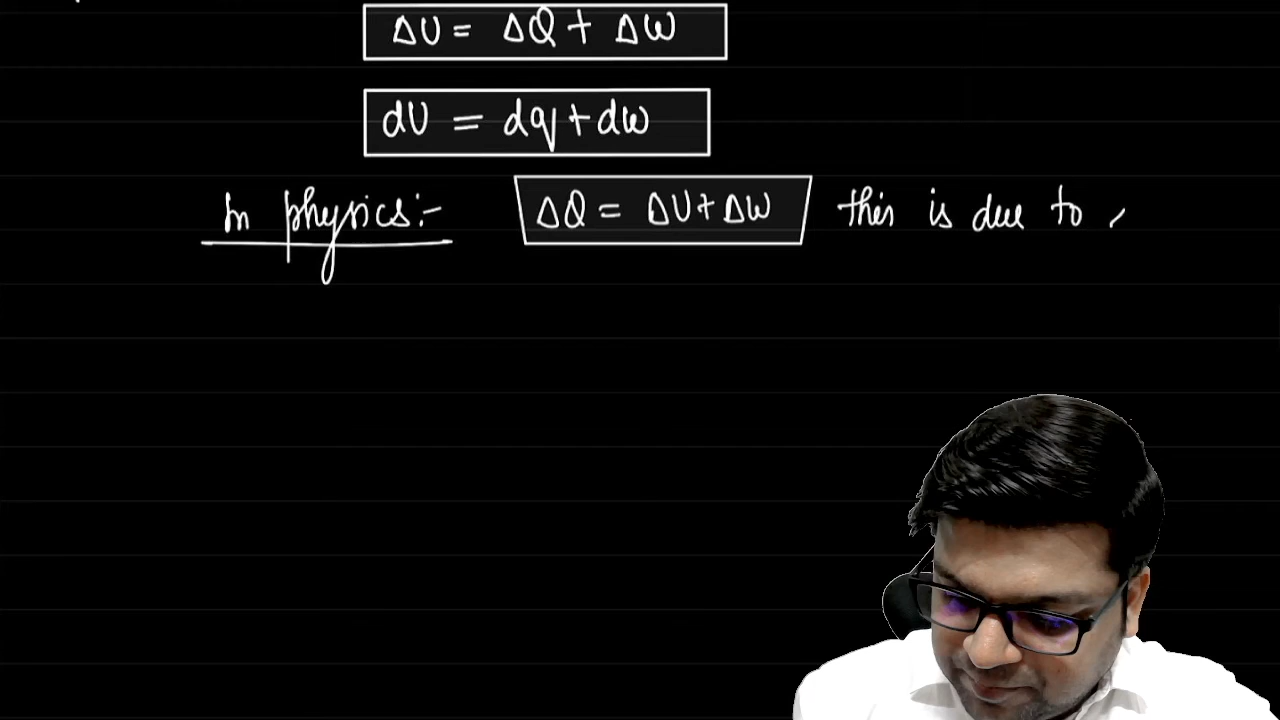 ΔU = ΔQ + ΔW
dU = dq + dw
In physics:- ΔQ = ΔU + ΔW this is due to